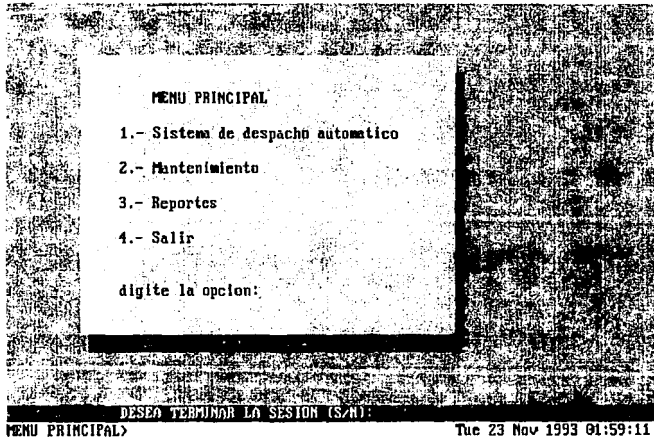 MENU PRINCIPAL
1.- Sistema de despacho automatico
2.- Mantenimiento
3.- Reportes
4.- Salir
digite la opcion:
DESEA TERMINAR LA SESION (S/N):
MENU PRINCIPAL> Tue 23 Nov 1993 01:59:11